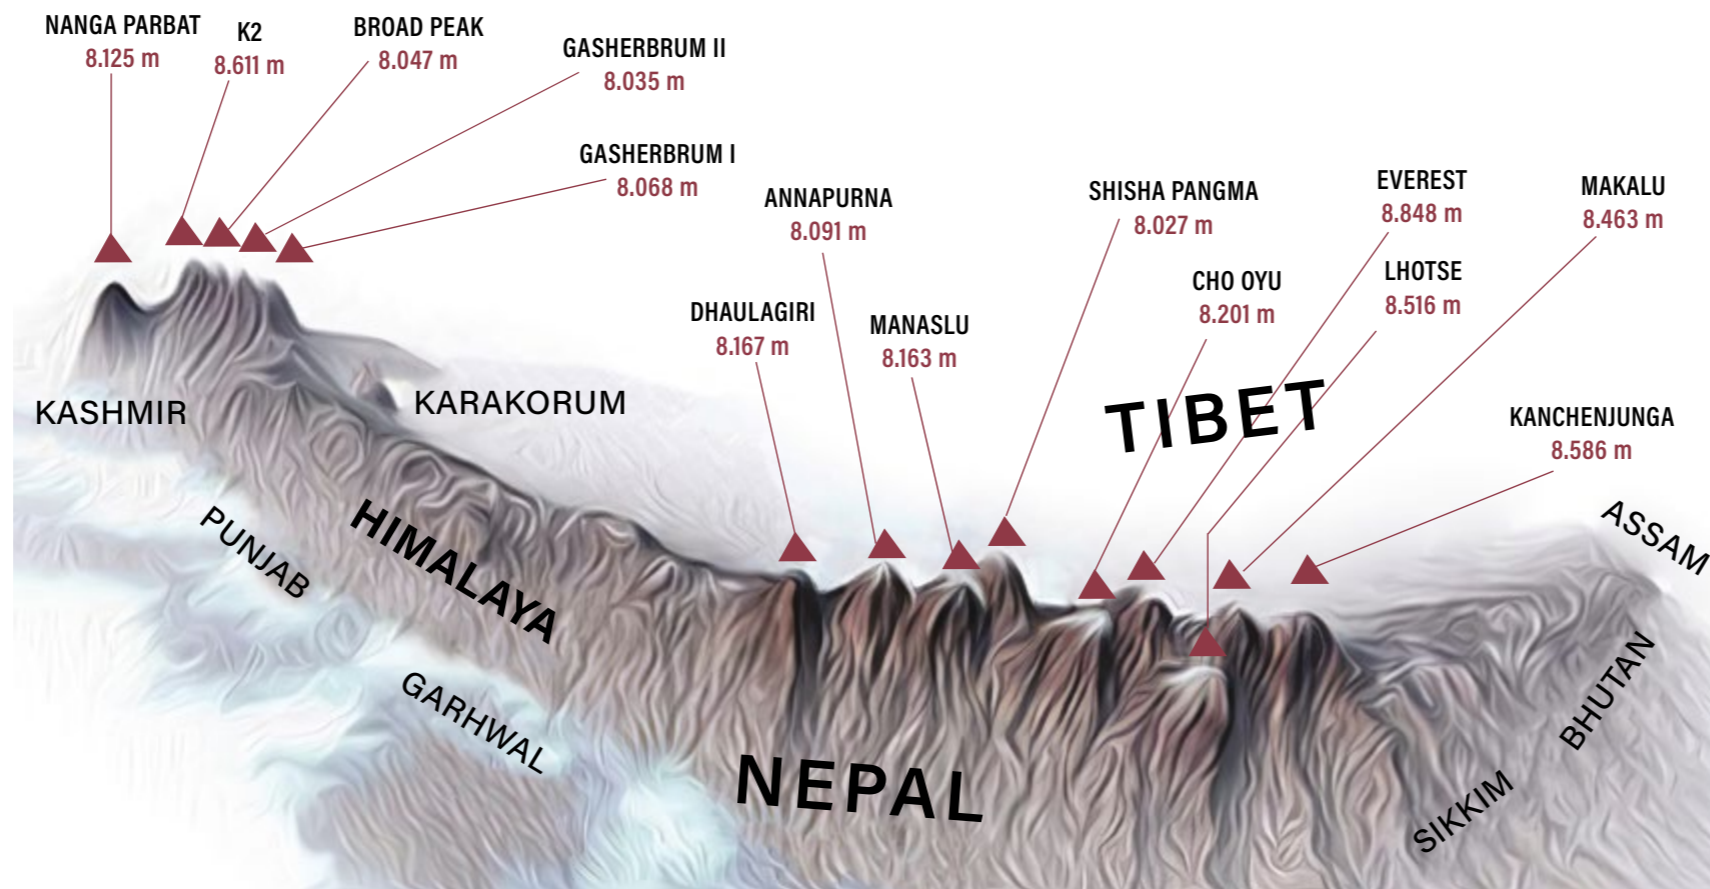 NANGA PARBAT
8.125 m
K2
8.611 m
BROAD PEAK
8.047 m
GASHERBRUM II
8.035 m
GASHERBRUM I
8.068 m
ANNAPURNA
8.091 m
SHISHA PANGMA
8.027 m
EVEREST
8.848 m
MAKALU
8.463 m
DHAULAGIRI
8.167 m
MANASLU
8.163 m
CHO OYU
8.201 m
LHOTSE
8.516 m
KANCHENJUNGA
8.586 m
KASHMIR
KARAKORUM
TIBET
PUNJAB
HIMALAYA
ASSAM
GARHWAL
NEPAL
BHUTAN
SIKKIM